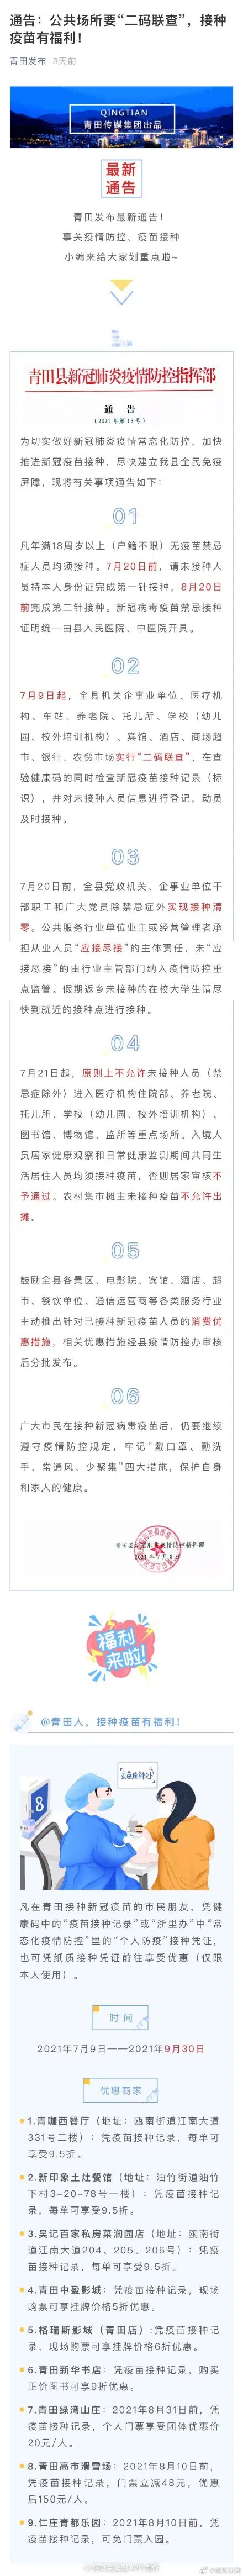 通告：公共场所要“二码联查”，接种
疫苗有福利！
青田发布 3天前
QINGTIAN
青田传媒集团出品
最新
通告
青田发布最新通告！
事关疫情防控、疫苗接种
小编来给大家划重点啦~
青田县新冠肺炎疫情防控指挥部
通 告
（2021年第13号）
为切实做好新冠肺炎疫情常态化防控，加快
推进新冠疫苗接种，尽快建立我县全民免疫
屏障，现将有关事项通告如下：
01
凡年满18周岁以上（户籍不限）无疫苗禁忌
症人员均须接种。7月20日前，请未接种人
员持本人身份证完成第一针接种，8月20日
前完成第二针接种。新冠病毒疫苗禁忌接种
证明统一由县人民医院、中医院开具。
02
7月9日起，全县机关企事业单位、医疗机
构、车站、养老院、托儿所、学校（幼儿
园、校外培训机构）、宾馆、酒店、商场超
市、银行、农贸市场实行“二码联查”，在查
验健康码的同时检查新冠疫苗接种记录（标
识），并对未接种人员信息进行登记，动员
及时接种。
03
7月20日前，全县党政机关、企事业单位干
部职工和广大党员除禁忌症外实现接种清
零。公共服务行业单位业主或经营管理者承
担从业人员“应接尽接”的主体责任，未“应
接尽接”的由行业主管部门纳入疫情防控重
点监管。假期返乡未接种的在校大学生请尽
快到就近的接种点进行接种。
04
7月21日起，原则上不允许未接种人员（禁
忌症除外）进入医疗机构住院部、养老院、
托儿所、学校（幼儿园、校外培训机构）、
图书馆、博物馆、监所等重点场所。入境人
员居家健康观察和日常健康监测期间共同生
活居住人员均须接种疫苗，否则居家审核不
予通过。农村集市摊主未接种疫苗不允许出
摊。
05
鼓励全县各景区、电影院、宾馆、酒店、超
市、餐饮单位、通信运营商等各类服务行业
主动推出针对已接种新冠疫苗人员的消费优
惠措施，相关优惠措施经县疫情防控办审核
后分批发布。
06
广大市民在接种新冠病毒疫苗后，仍要继续
遵守疫情防控规定，牢记“戴口罩、勤洗
手、常通风、少聚集”四大措施，保护自身
和家人的健康。
青田县新冠肺炎疫情防控指挥部
2021年7月8日
福利
来啦！
@青田人，接种疫苗有福利！
8
凡在青田接种新冠疫苗的市民朋友，凭健
康码中的“疫苗接种记录”或“浙里办”中“常
态化疫情防控”里的“个人防疫”接种凭证，
也可凭纸质接种凭证前往享受优惠（仅限
本人使用）。
时 间
2021年7月9日——2021年9月30日
优惠商家
1.青咖西餐厅（地址：瓯南街道江南大道
331号二楼）：凭疫苗接种记录，每单可
享受9.5折。
2.新印象土灶餐馆（地址：油竹街道油竹
下村3-20-78号一楼）：凭疫苗接种记
录，每单可享受9.5折。
3.吴记百家私房菜润园店（地址：瓯南街
道江南大道204、205、206号）：凭疫
苗接种记录，每单可享受9.5折。
4.青田中盈影城：凭疫苗接种记录，现场
购票可享挂牌价格5折优惠。
5.格瑞斯影城（青田店）:凭疫苗接种记
录，现场购票可享挂牌价格6折优惠。
6.青田新华书店：凭疫苗接种记录，购买
正价图书可享9折优惠。
7.青田绿湾山庄：2021年8月31日前，凭
疫苗接种记录，个人门票享受团体优惠价
20元/人。
8.青田高市滑雪场：2021年8月10日前，
凭疫苗接种记录，门票立减48元，优惠
后150元/人。
9.仁庄青都乐园：2021年8月10日前，凭
疫苗接种记录，可免门票入园。